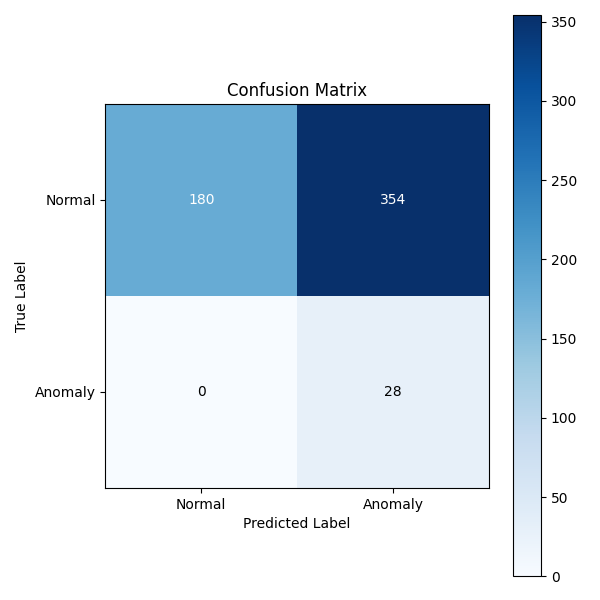 Confusion Matrix
True Label
Normal
180
354
Anomaly
0
28
Normal
Anomaly
Predicted Label
350
300
250
200
150
100
50
0